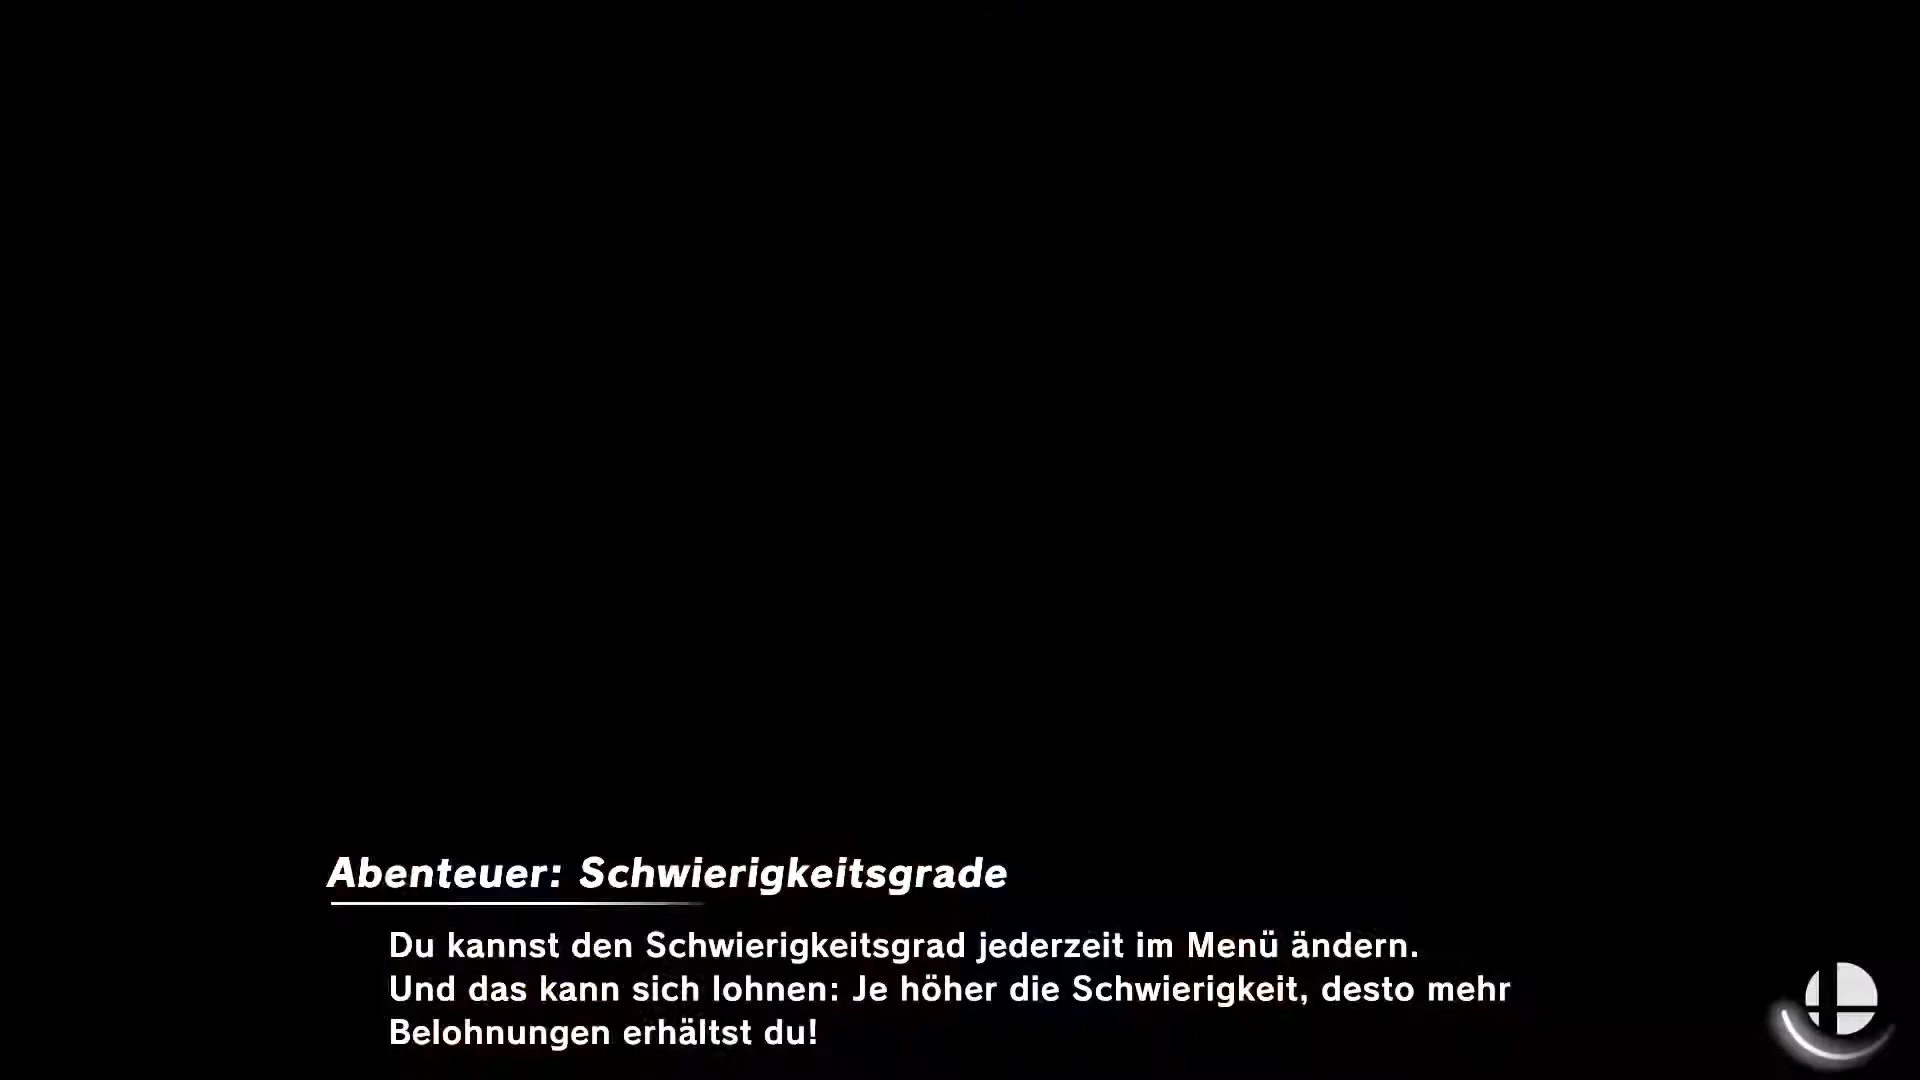 Abenteuer: Schwierigkeitsgrade
Du kannst den Schwierigkeitsgrad jederzeit im Menü ändern.
Und das kann sich lohnen: Je höher die Schwierigkeit, desto mehr
Belohnungen erhältst du!